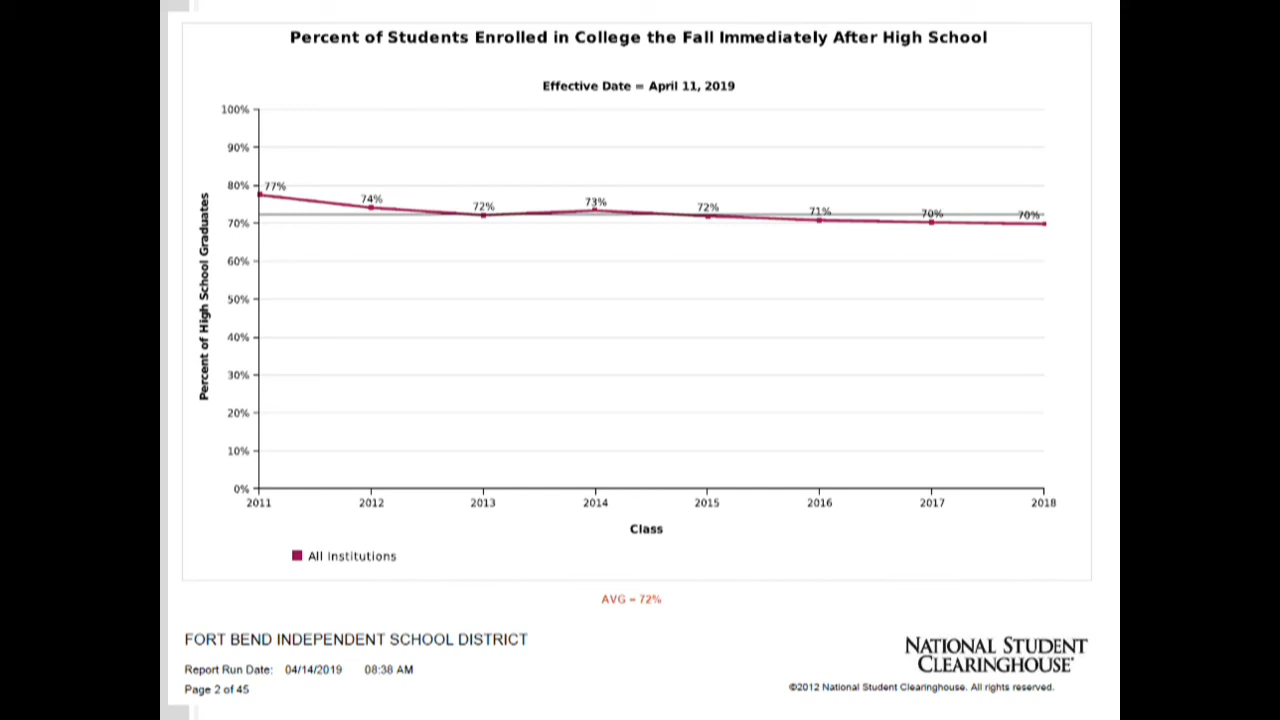 Percent of Students Enrolled in College the Fall Immediately After High School
Effective Date = April 11, 2019
Percent of High School Graduates
100%
90%
80%
70%
60%
50%
40%
30%
20%
10%
0%
77%
74%
72%
73%
72%
71%
70%
70%
2011 2012 2013 2014 2015 2016 2017 2018
Class
All Institutions
AVG = 72%
FORT BEND INDEPENDENT SCHOOL DISTRICT
Report Run Date: 04/14/2019 08:38 AM
Page 2 of 45
NATIONAL STUDENT
CLEARINGHOUSE®
©2012 National Student Clearinghouse. All rights reserved.